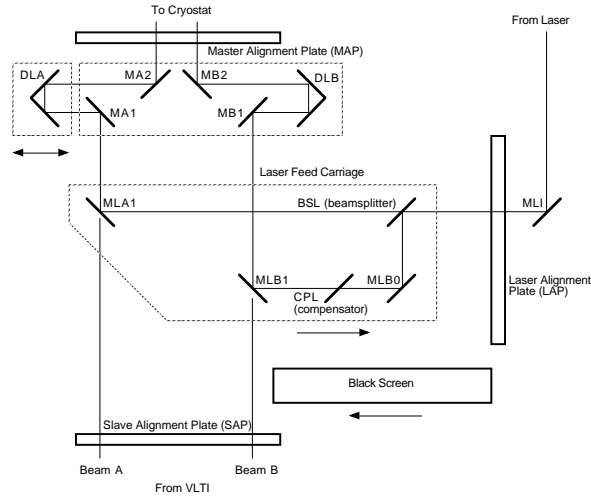 To Cryostat
From Laser
Master Alignment Plate (MAP)
DLA
MA2
MB2
DLB
MA1
MB1
Laser Feed Carriage
MLA1
BSL (beamsplitter)
MLI
MLB1
MLB0
CPL
(compensator)
Laser Alignment
Plate (LAP)
Black Screen
Slave Alignment Plate (SAP)
Beam A
Beam B
From VLTI